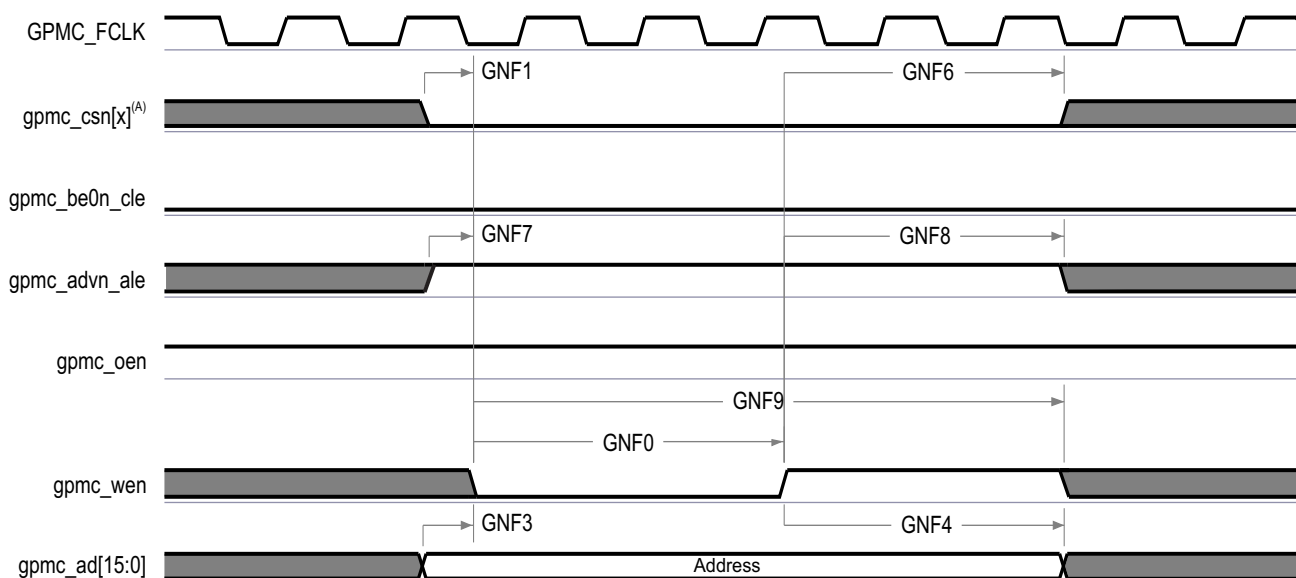 GPMC_FCLK
GNF1
GNF6
gpmc_csn[x](A)
gpmc_be0n_cle
GNF7
GNF8
gpmc_advn_ale
gpmc_oen
GNF9
GNF0
gpmc_wen
GNF3
GNF4
gpmc_ad[15:0]
Address